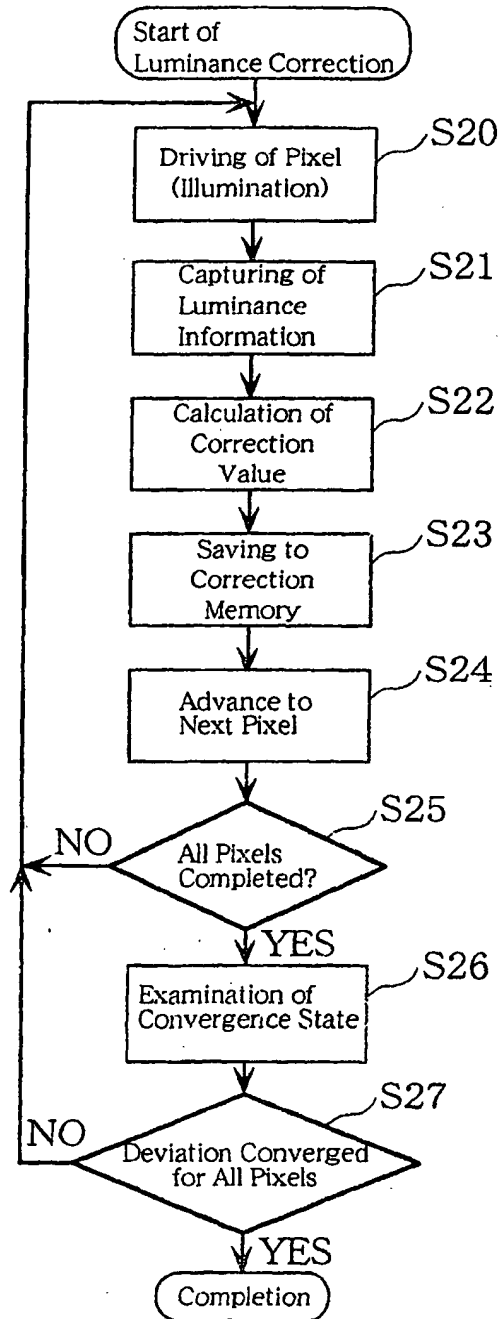 Start of
Luminance Correction
S20
Driving of Pixel
(Illumination)
S21
Capturing of
Luminance
Information
S22
Calculation of
Correction
Value
S23
Saving to
Correction
Memory
S24
Advance to
Next Pixel
S25
NO
All Pixels
Completed?
YES
S26
Examination of
Convergence State
S27
NO
Deviation Converged
for All Pixels
YES
Completion